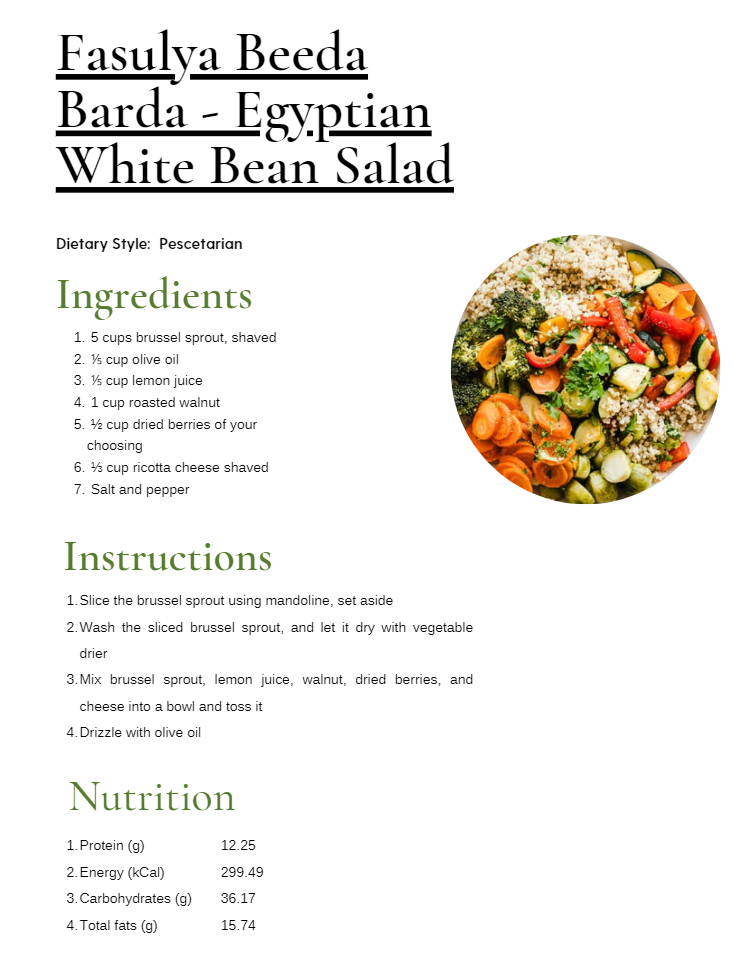 Fasulya Beeda
Barda - Egyptian
White Bean Salad
Dietary Style: Pescetarian
Ingredients
1. 5 cups brussel sprout, shaved
2. ⅓ cup olive oil
3. ⅓ cup lemon juice
4. 1 cup roasted walnut
5. ½ cup dried berries of your
choosing
6. ⅓ cup ricotta cheese shaved
7. Salt and pepper
Instructions
1. Slice the brussel sprout using mandoline, set aside
2. Wash the sliced brussel sprout, and let it dry with vegetable
drier
3. Mix brussel sprout, lemon juice, walnut, dried berries, and
cheese into a bowl and toss it
4. Drizzle with olive oil
Nutrition
1. Protein (g) 12.25
2. Energy (kCal) 299.49
3. Carbohydrates (g) 36.17
4. Total fats (g) 15.74